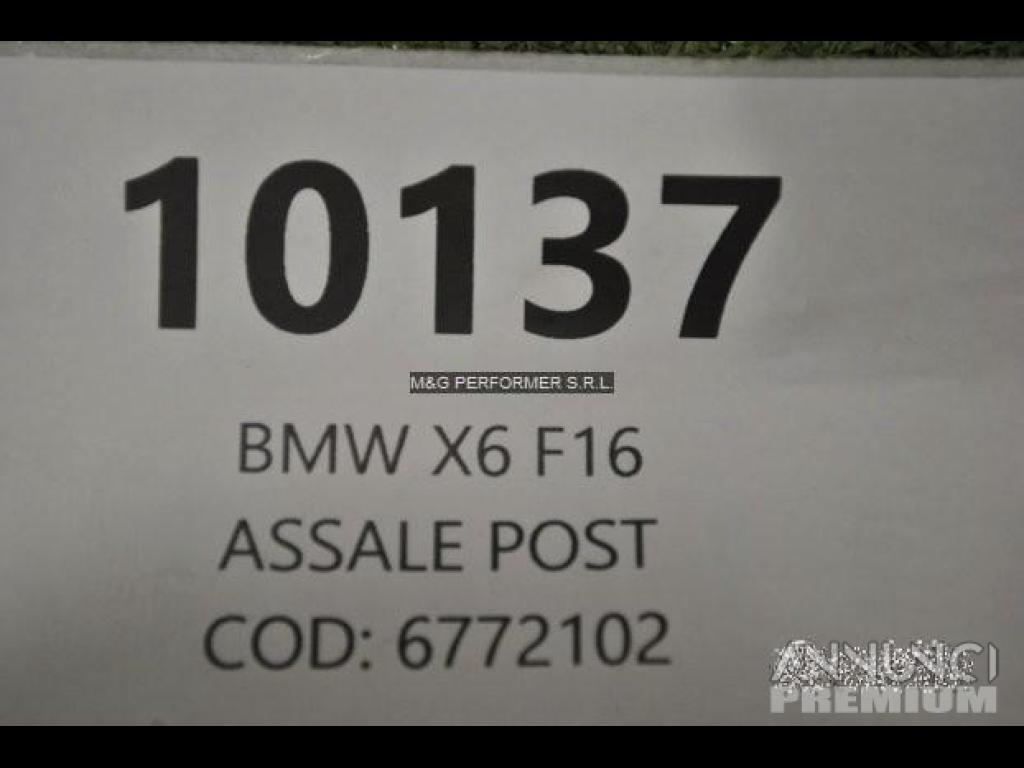 10137
M&G PERFORMER S.R.L.
BMW X6 F16
ASSALE POST
COD: 6772102
ANNUNCI
PREMIUM